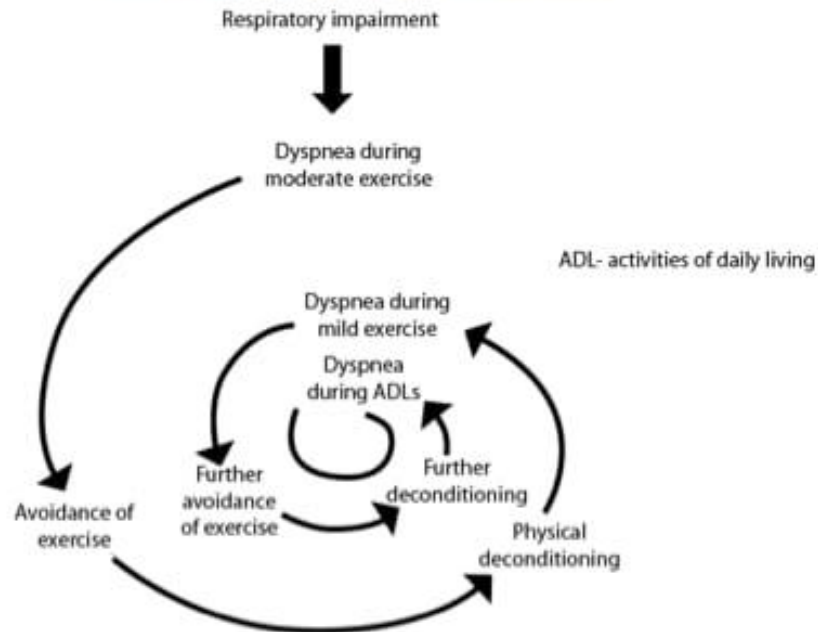 Respiratory impairment
Dyspnea during
moderate exercise
ADL- activities of daily living
Dyspnea during
mild exercise
Dyspnea
during ADLs
Further
avoidance
of exercise
Further
deconditioning
Avoidance of
exercise
Physical
deconditioning